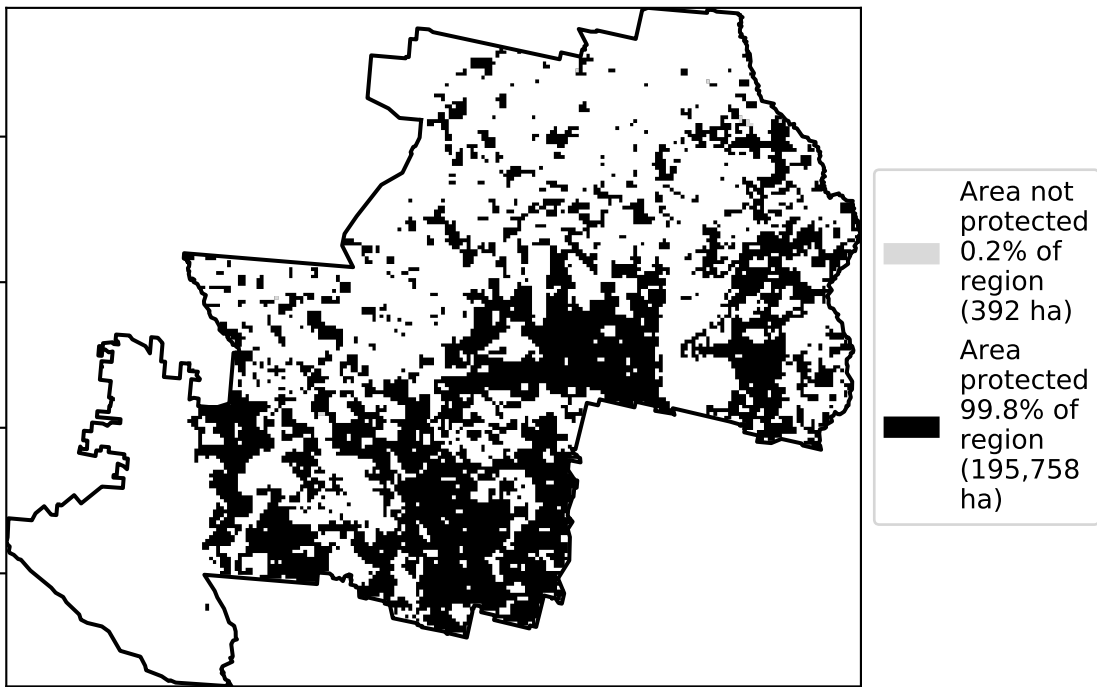 Area not
protected
0.2% of
region
(392 ha)
Area
protected
99.8% of
region
(195,758
ha)